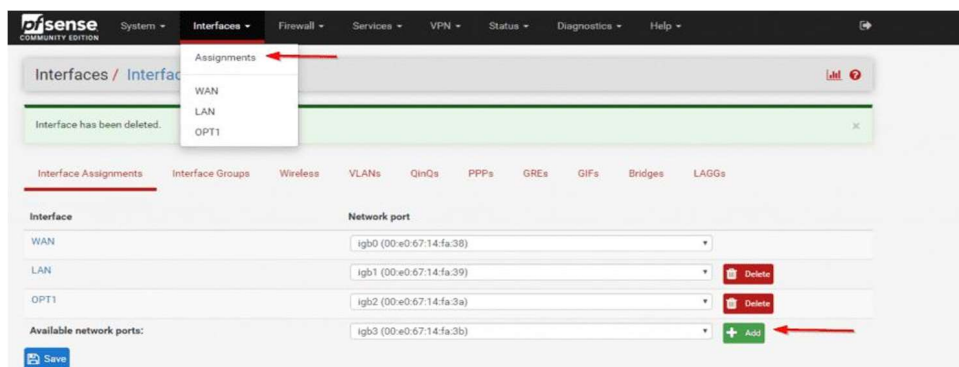 pfsense System Interfaces Firewall Services VPN Status Diagnostics Help
COMMUNITY EDITION
Assignments
WAN
LAN
OPT1
Interfaces / Interfac
Interface has been deleted. ×
Interface Assignments Interface Groups Wireless VLANs QinQs PPPs GREs GIFs Bridges LAGGs
Interface Network port
WAN igb0 (00:e0:67:14:fa:38)
LAN igb1 (00:e0:67:14:fa:39) Delete
OPT1 igb2 (00:e0:67:14:fa:3a) Delete
Available network ports: igb3 (00:e0:67:14:fa:3b) + Add
Save